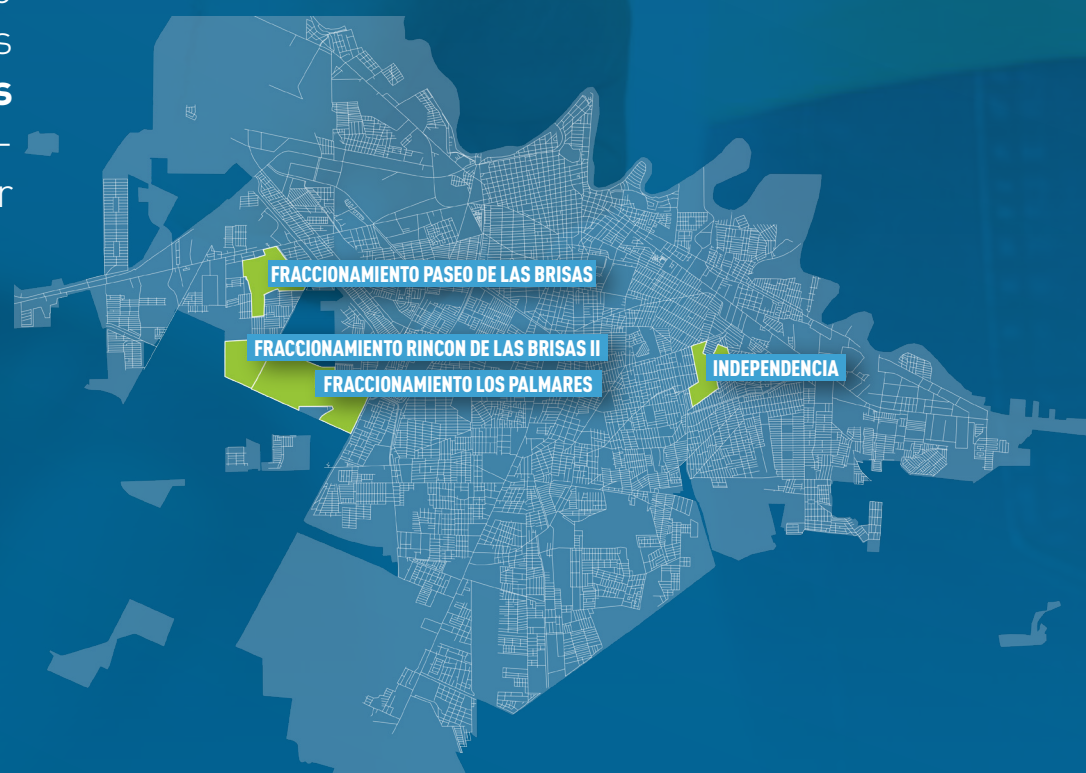 s
s
–
r
FRACCIONAMIENTO PASEO DE LAS BRISAS
FRACCIONAMIENTO RINCON DE LAS BRISAS II
FRACCIONAMIENTO LOS PALMARES
INDEPENDENCIA